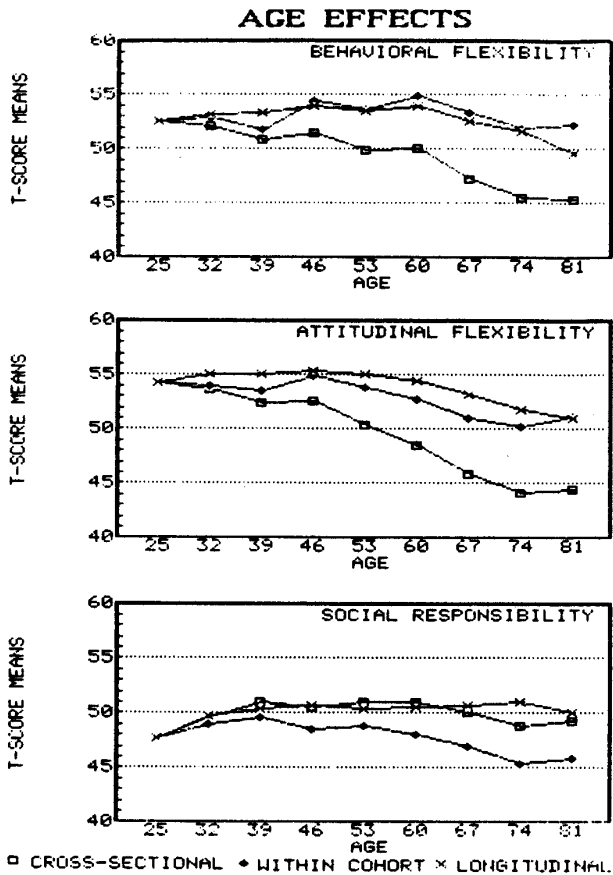 AGE EFFECTS
BEHAVIORAL FLEXIBILITY
T-SCORE MEANS
60
55
50
45
40
25 32 39 46 53 60 67 74 81
AGE
ATTITUDINAL FLEXIBILITY
T-SCORE MEANS
60
55
50
45
40
25 32 39 46 53 60 67 74 81
AGE
SOCIAL RESPONSIBILITY
T-SCORE MEANS
60
55
50
45
40
25 32 39 46 53 60 67 74 81
AGE
CROSS-SECTIONAL WITHIN COHORT LONGITUDINAL